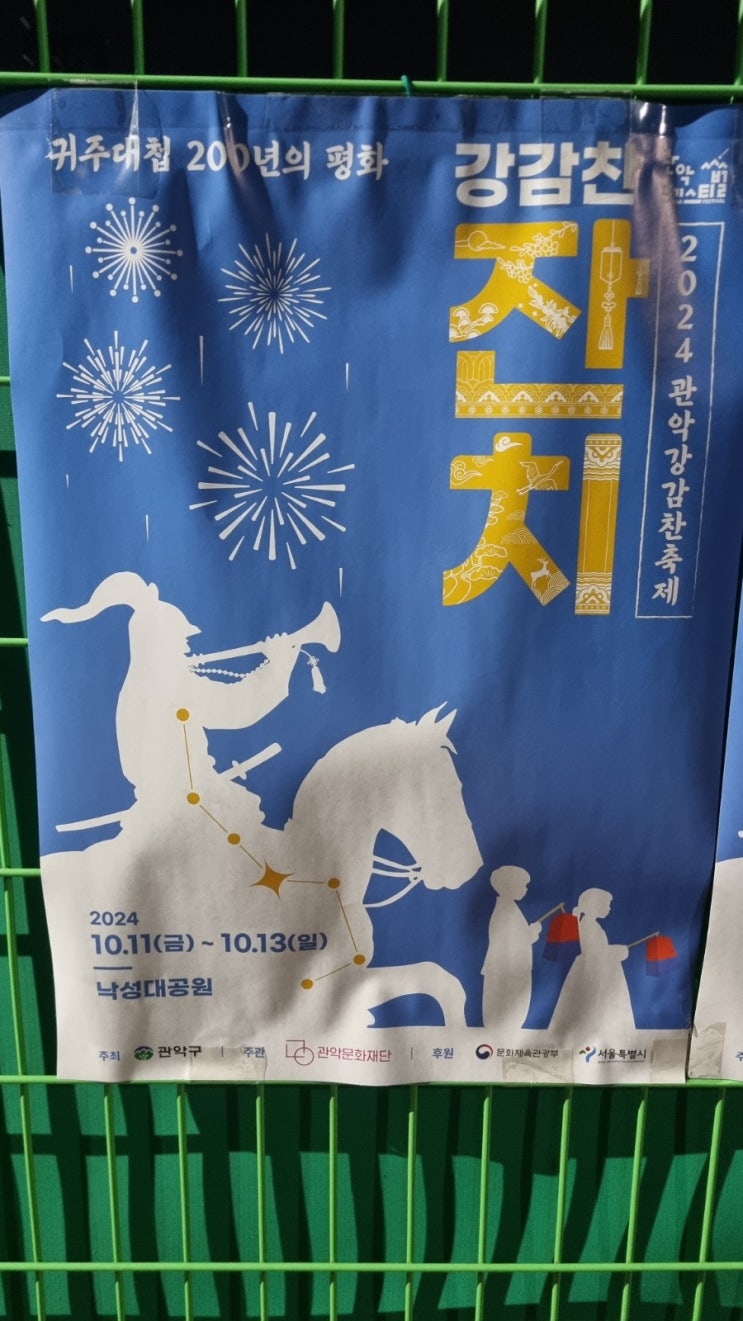 귀주대첩 200년의 평화
강감찬
잔치
2024 관악강감찬축제
2024
10.11(금) ~ 10.13(일)
낙성대공원
주최 관악구 | 주관 관악문화재단 | 후원 문화체육관광부 서울특별시